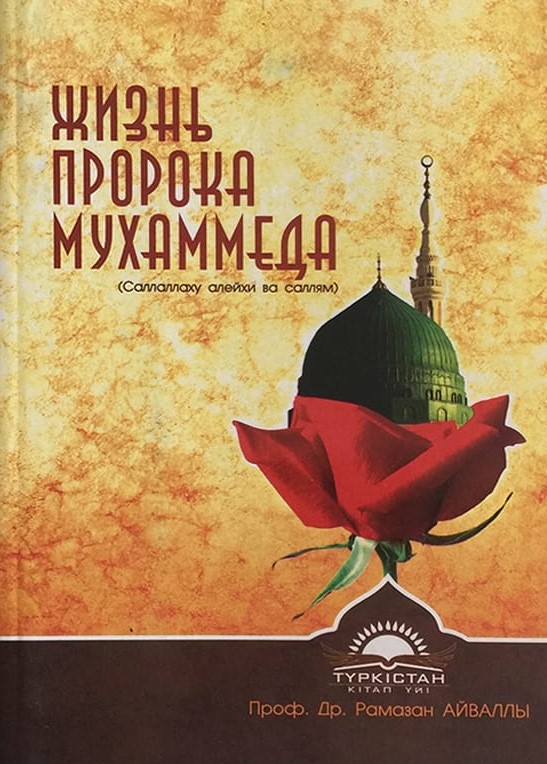 ЖИЗНЬ
ПРОРОКА
МУХАММЕДА
(Саллаллаху алейхи ва саллям)
ТҮРКІСТАН
КІТАП ҮЙІ
Проф. Др. Рамазан АЙВАЛЛЫ